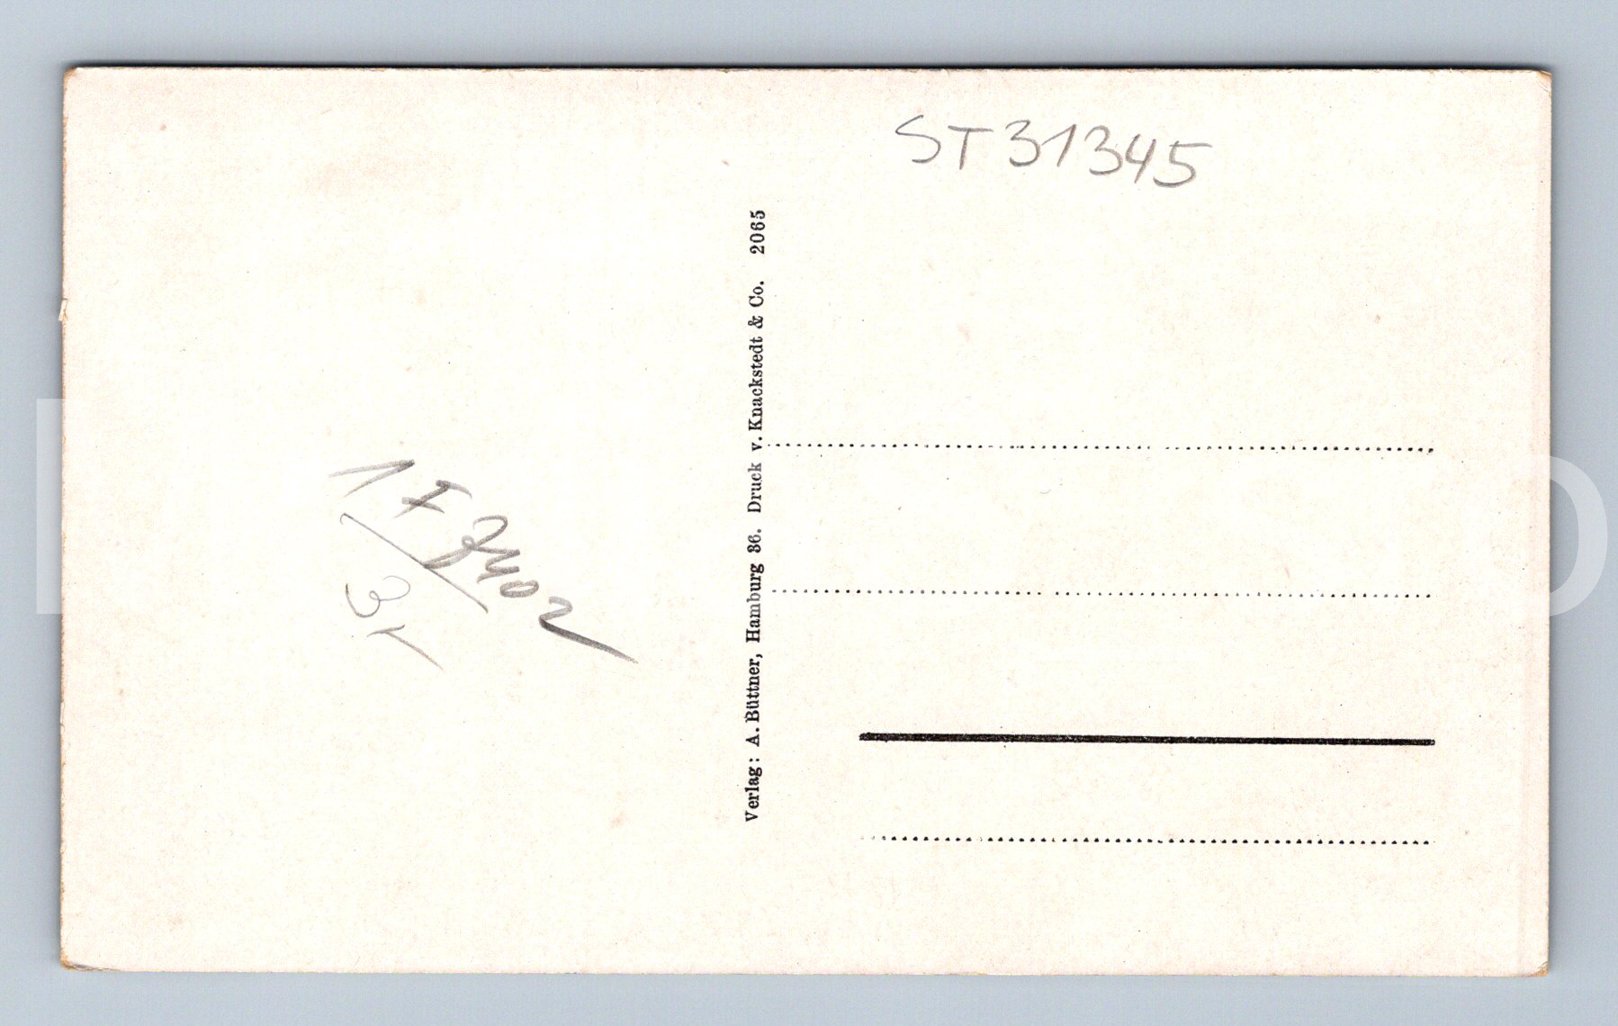 ST31345
Verlag: A. Büttner, Hamburg 36. Druck v. Knackstedt & Co. 2065